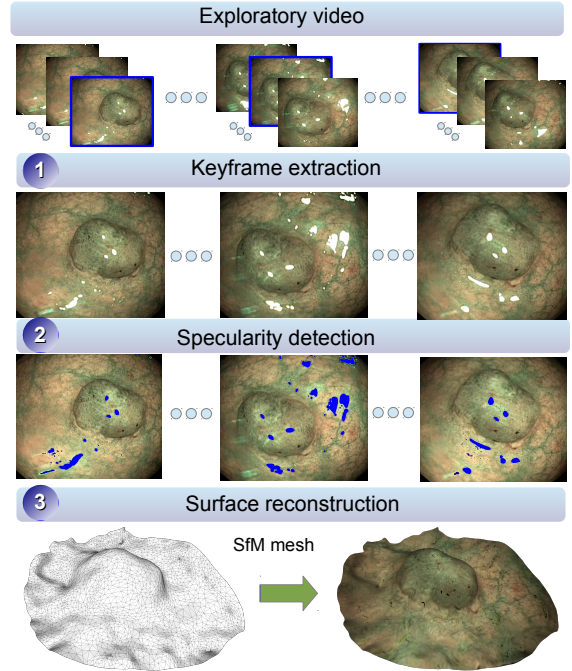 Exploratory video
1 Keyframe extraction
2 Specularity detection
3 Surface reconstruction
SfM mesh